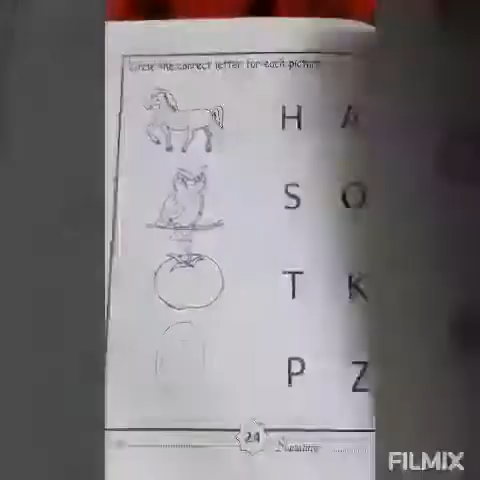 Circle the correct letter for each picture
H A
S O
T K
P Z
24
FILMIX